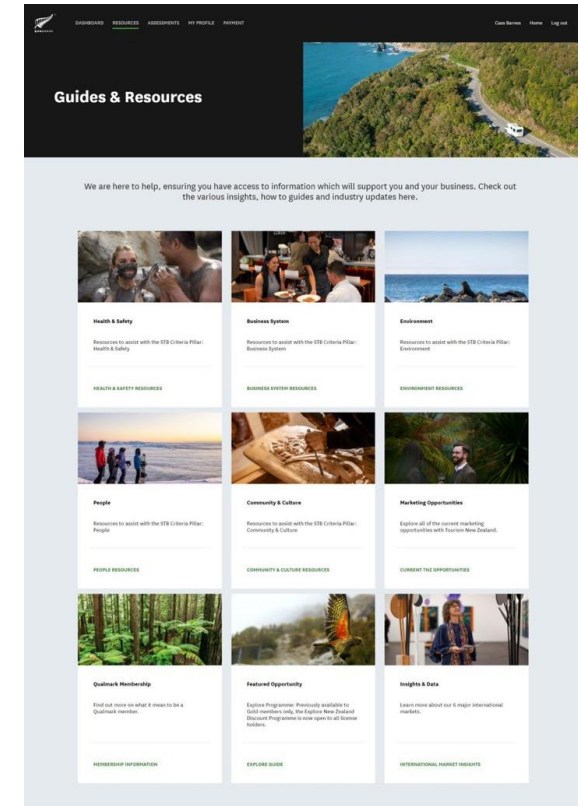 QUALMARK
DASHBOARD RESOURCES ASSESSMENTS MY PROFILE PAYMENT
Cass Barnes Home Log out
Guides & Resources
We are here to help, ensuring you have access to information which will support you and your business. Check out
the various insights, how to guides and industry updates here.
Health & Safety
Resources to assist with the STB Criteria Pillar:
Health & Safety
HEALTH & SAFETY RESOURCES
Business System
Resources to assist with the STB Criteria Pillar:
Business System
BUSINESS SYSTEM RESOURCES
Environment
Resources to assist with the STB Criteria Pillar:
Environment
ENVIRONMENT RESOURCES
People
Resources to assist with the STB Criteria Pillar:
People
PEOPLE RESOURCES
Community & Culture
Resources to assist with the STB Criteria Pillar:
Community & Culture
COMMUNITY & CULTURE RESOURCES
Marketing Opportunities
Explore all of the current marketing
opportunities with Tourism New Zealand.
CURRENT TNZ OPPORTUNITIES
Qualmark Membership
Find out more on what it mean to be a
Qualmark member.
MEMBERSHIP INFORMATION
Featured Opportunity
Explore Programme: Previously available to
Gold members only, the Explore New Zealand
Discount Programme is now open to all license
holders.
EXPLORE GUIDE
Insights & Data
Learn more about our 6 major international
markets.
INTERNATIONAL MARKET INSIGHTS